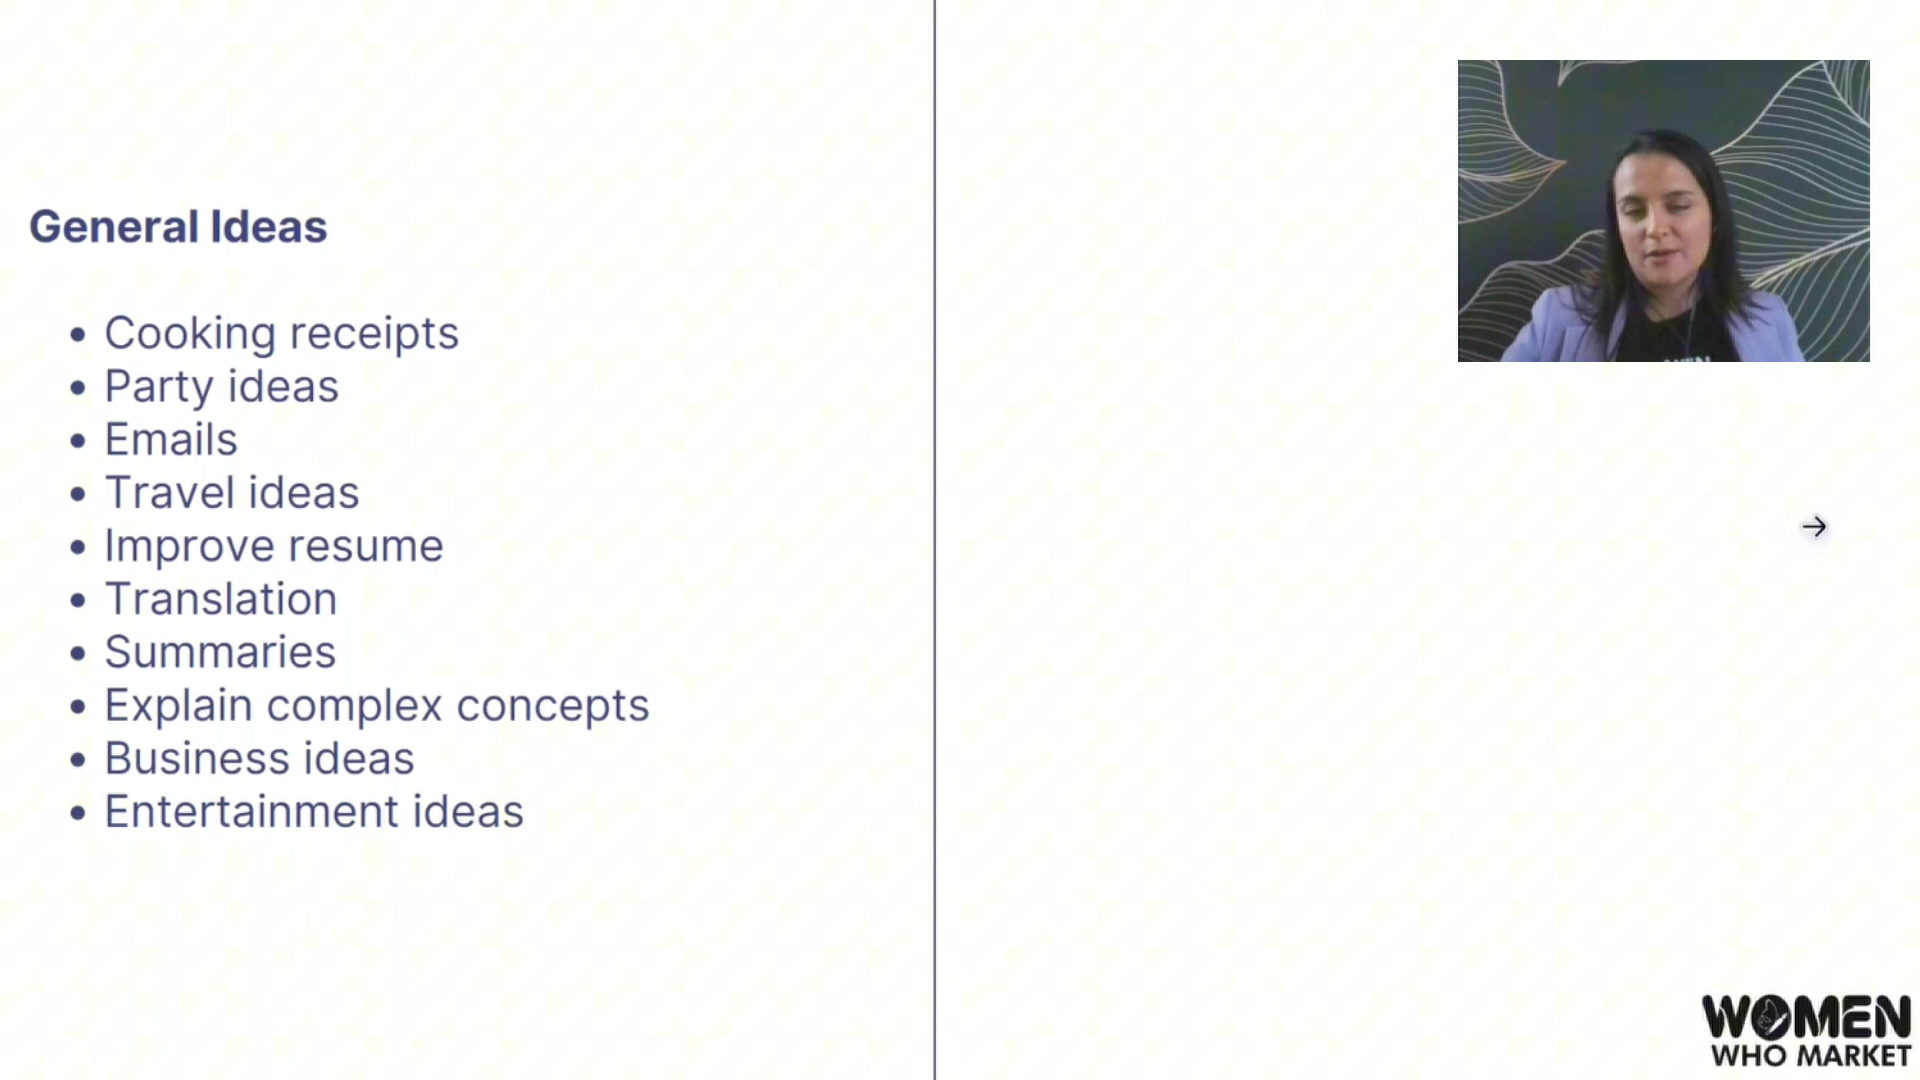 General Ideas
Cooking receipts
Party ideas
Emails
Travel ideas
Improve resume
Translation
Summaries
Explain complex concepts
Business ideas
Entertainment ideas
WOMEN
WHO MARKET